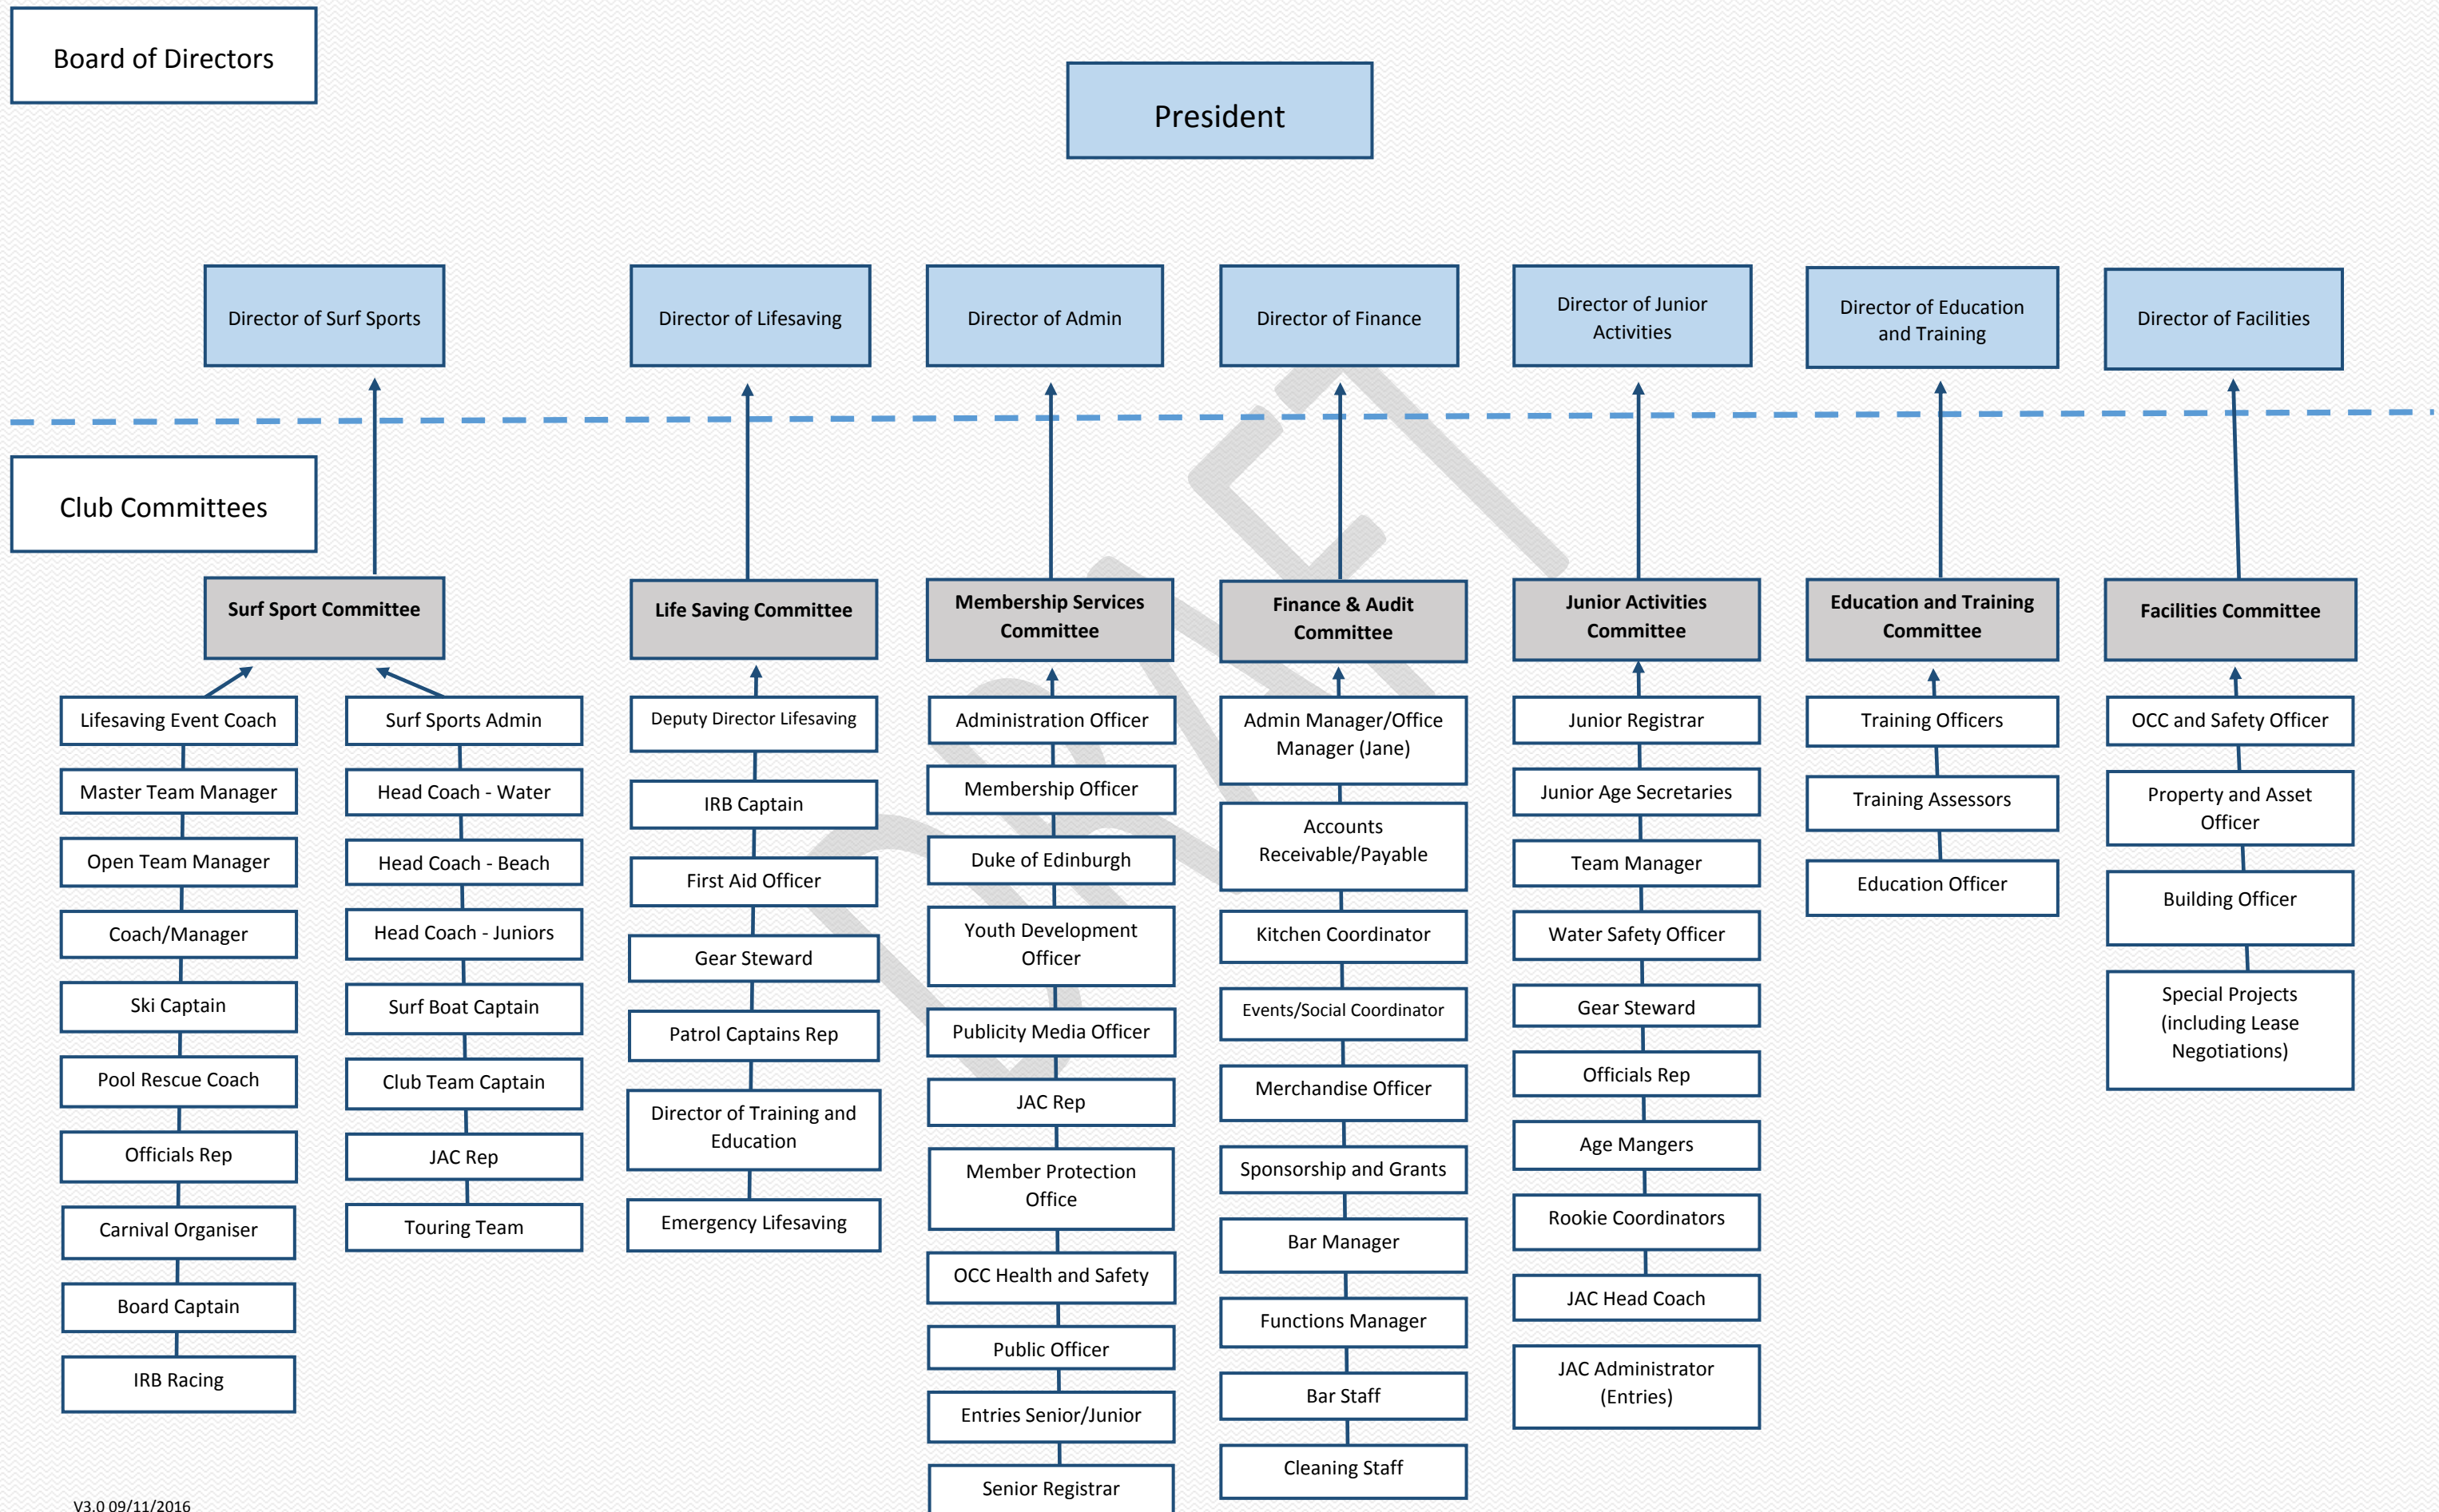 Board of Directors
President
Director of Surf Sports
Director of Lifesaving
Director of Admin
Director of Finance
Director of Junior
Activities
Director of Education
and Training
Director of Facilities
DRAFT
Club Committees
Surf Sport Committee
Lifesaving Event Coach
Master Team Manager
Open Team Manager
Coach/Manager
Ski Captain
Pool Rescue Coach
Officials Rep
Carnival Organiser
Board Captain
IRB Racing
Surf Sports Admin
Head Coach - Water
Head Coach - Beach
Head Coach - Juniors
Surf Boat Captain
Club Team Captain
JAC Rep
Touring Team
Life Saving Committee
Deputy Director Lifesaving
IRB Captain
First Aid Officer
Gear Steward
Patrol Captains Rep
Director of Training and
Education
Emergency Lifesaving
Membership Services
Committee
Administration Officer
Membership Officer
Duke of Edinburgh
Youth Development
Officer
Publicity Media Officer
JAC Rep
Member Protection
Office
OCC Health and Safety
Public Officer
Entries Senior/Junior
Senior Registrar
Finance & Audit
Committee
Admin Manager/Office
Manager (Jane)
Accounts
Receivable/Payable
Kitchen Coordinator
Events/Social Coordinator
Merchandise Officer
Sponsorship and Grants
Bar Manager
Functions Manager
Bar Staff
Cleaning Staff
Junior Activities
Committee
Junior Registrar
Junior Age Secretaries
Team Manager
Water Safety Officer
Gear Steward
Officials Rep
Age Mangers
Rookie Coordinators
JAC Head Coach
JAC Administrator
(Entries)
Education and Training
Committee
Training Officers
Training Assessors
Education Officer
Facilities Committee
OCC and Safety Officer
Property and Asset
Officer
Building Officer
Special Projects
(including Lease
Negotiations)
V3.0 09/11/2016